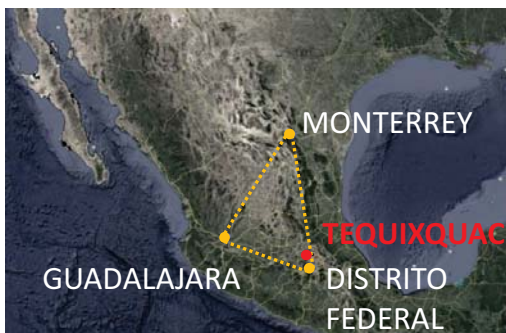 MONTERREY
TEQUIXQUAC
GUADALAJARA
DISTRITO
FEDERAL